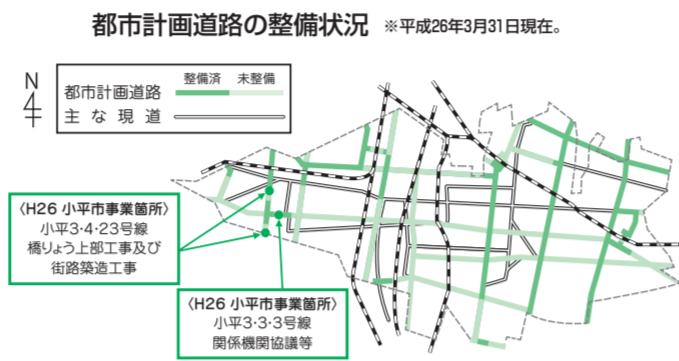 都市計画道路の整備状況 ※平成26年3月31日現在。
N
整備済 未整備
都市計画道路
主な現道
〈H26 小平市事業箇所〉
小平3・4・23号線
橋りょう上部工事及び
街路築造工事
〈H26 小平市事業箇所〉
小平3・3・3号線
関係機関協議等